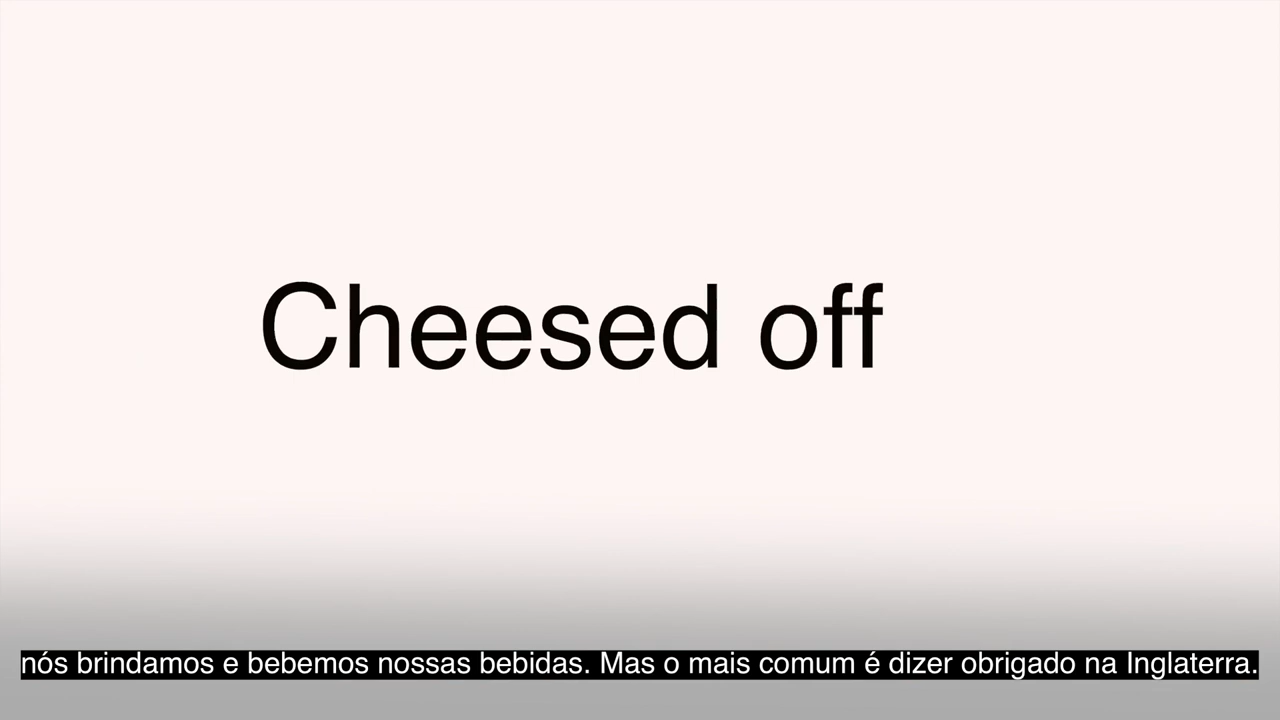 Cheesed off
nós brindamos e bebemos nossas bebidas. Mas o mais comum é dizer obrigado na Inglaterra.